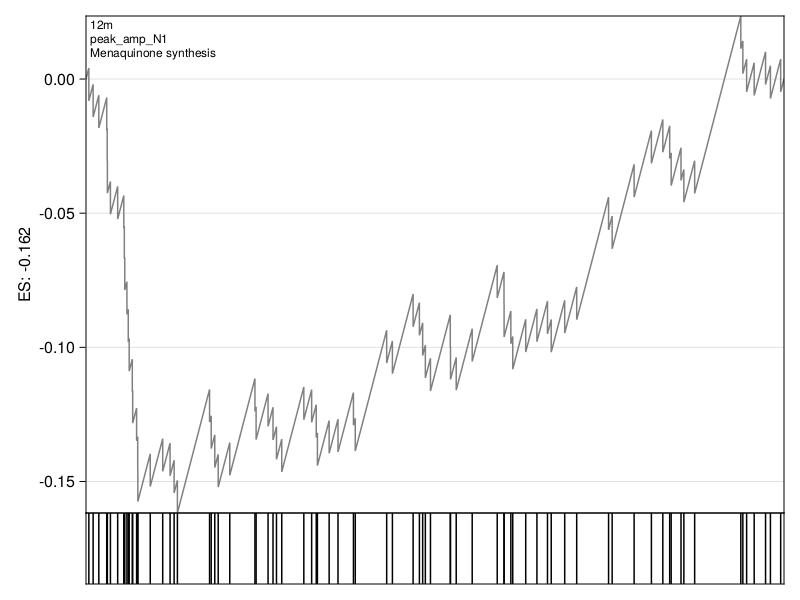 12m
peak_amp_N1
Menaquinone synthesis
0.00
-0.05
-0.10
-0.15
ES: -0.162